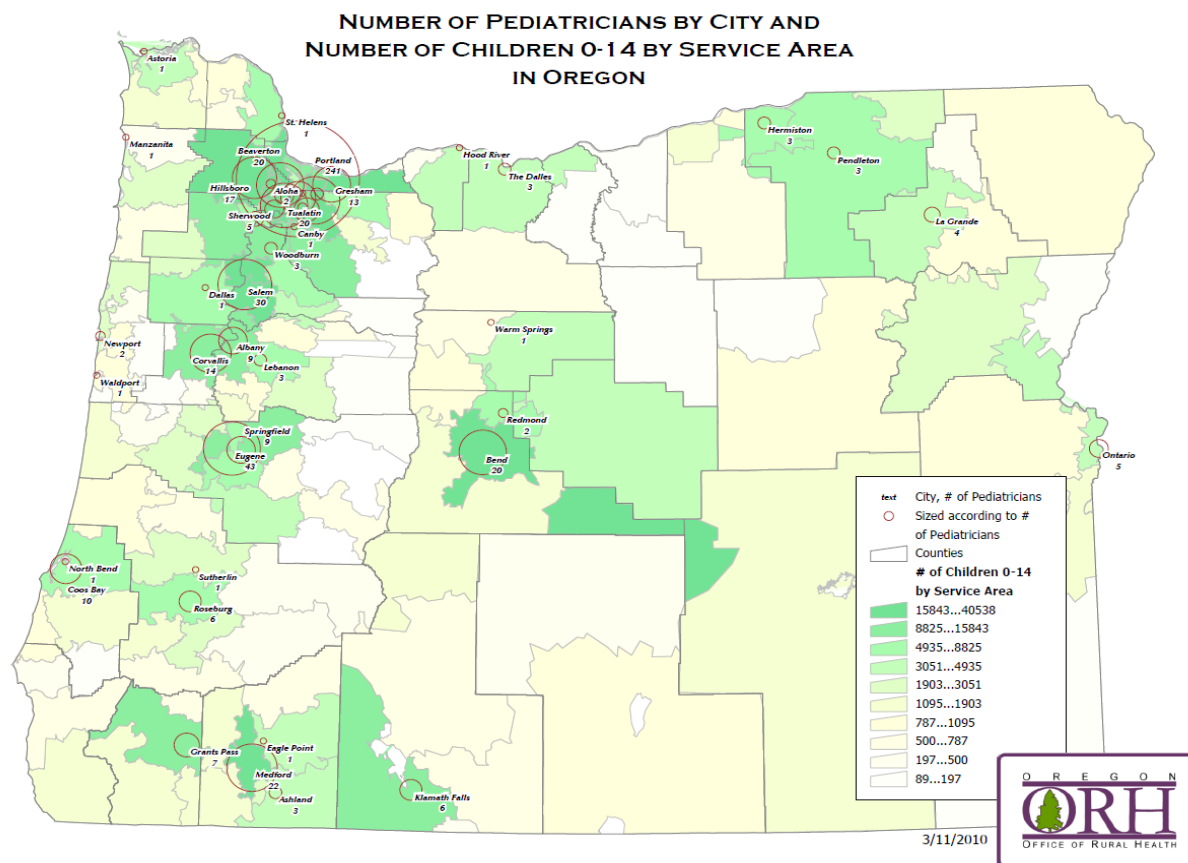 NUMBER OF PEDIATRICIANS BY CITY AND
NUMBER OF CHILDREN 0-14 BY SERVICE AREA
IN OREGON
Astoria
1
St. Helens
1
Manzanita
1
Beaverton
20
Portland
241
Hood River
1
The Dalles
3
Hermiston
3
Pendleton
3
Hillsboro
17
Aloha
2
Gresham
13
Sherwood
5
Tualatin
20
Canby
1
La Grande
4
Woodburn
3
Dallas
1
Salem
30
Newport
2
Warm Springs
1
Albany
9
Corvallis
14
Lebanon
3
Waldport
1
Redmond
2
Springfield
9
Eugene
43
Bend
20
Ontario
5
North Bend
1
Coos Bay
10
Sutherlin
1
Roseburg
6
Grants Pass
7
Eagle Point
1
Medford
22
Ashland
3
Klamath Falls
6
text City, # of Pediatricians
Sized according to #
of Pediatricians
Counties
# of Children 0-14
by Service Area
15843...40538
8825...15843
4935...8825
3051...4935
1903...3051
1095...1903
787...1095
500...787
197...500
89...197
3/11/2010
OREGON
ORH
OFFICE OF RURAL HEALTH